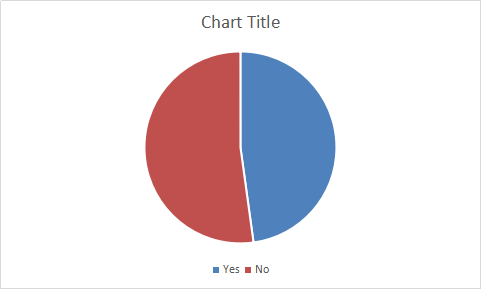 Chart Title
Yes No